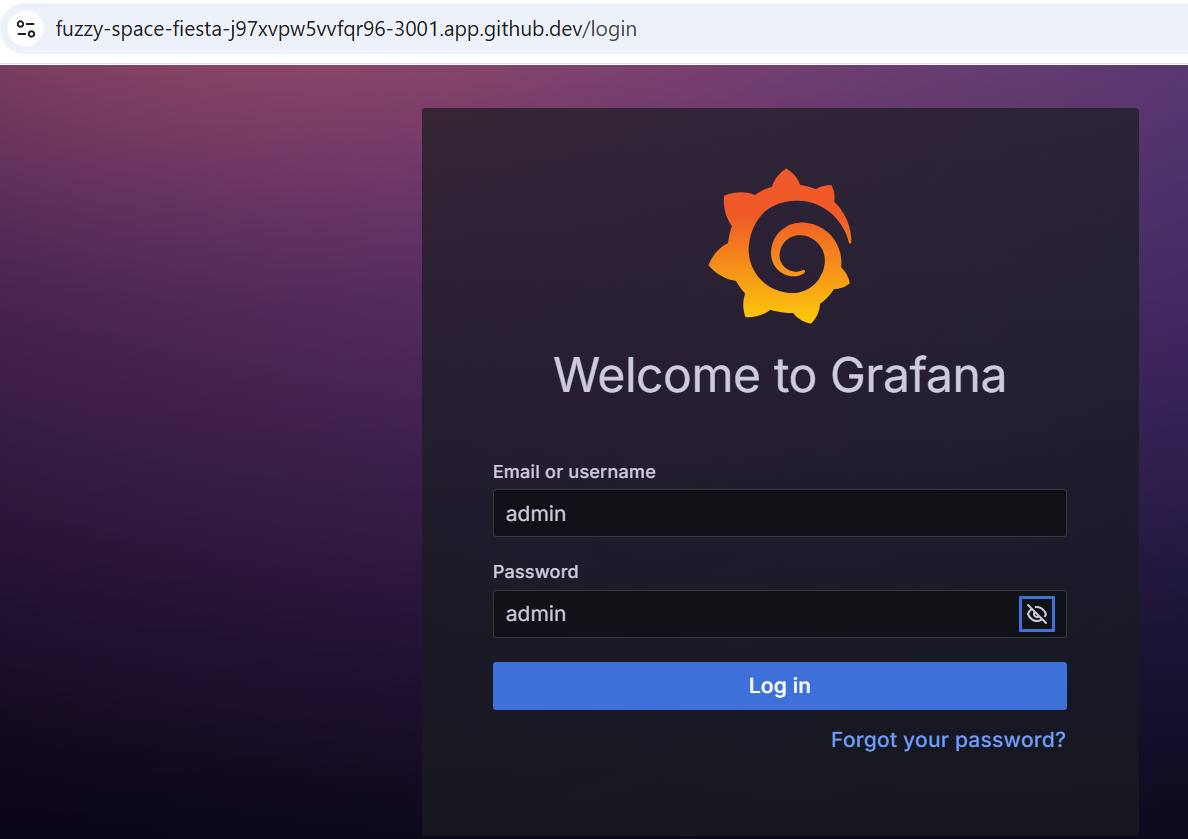 fuzzy-space-fiesta-j97xvpw5vvfqr96-3001.app.github.dev/login
Welcome to Grafana
Email or username
admin
Password
admin
Log in
Forgot your password?